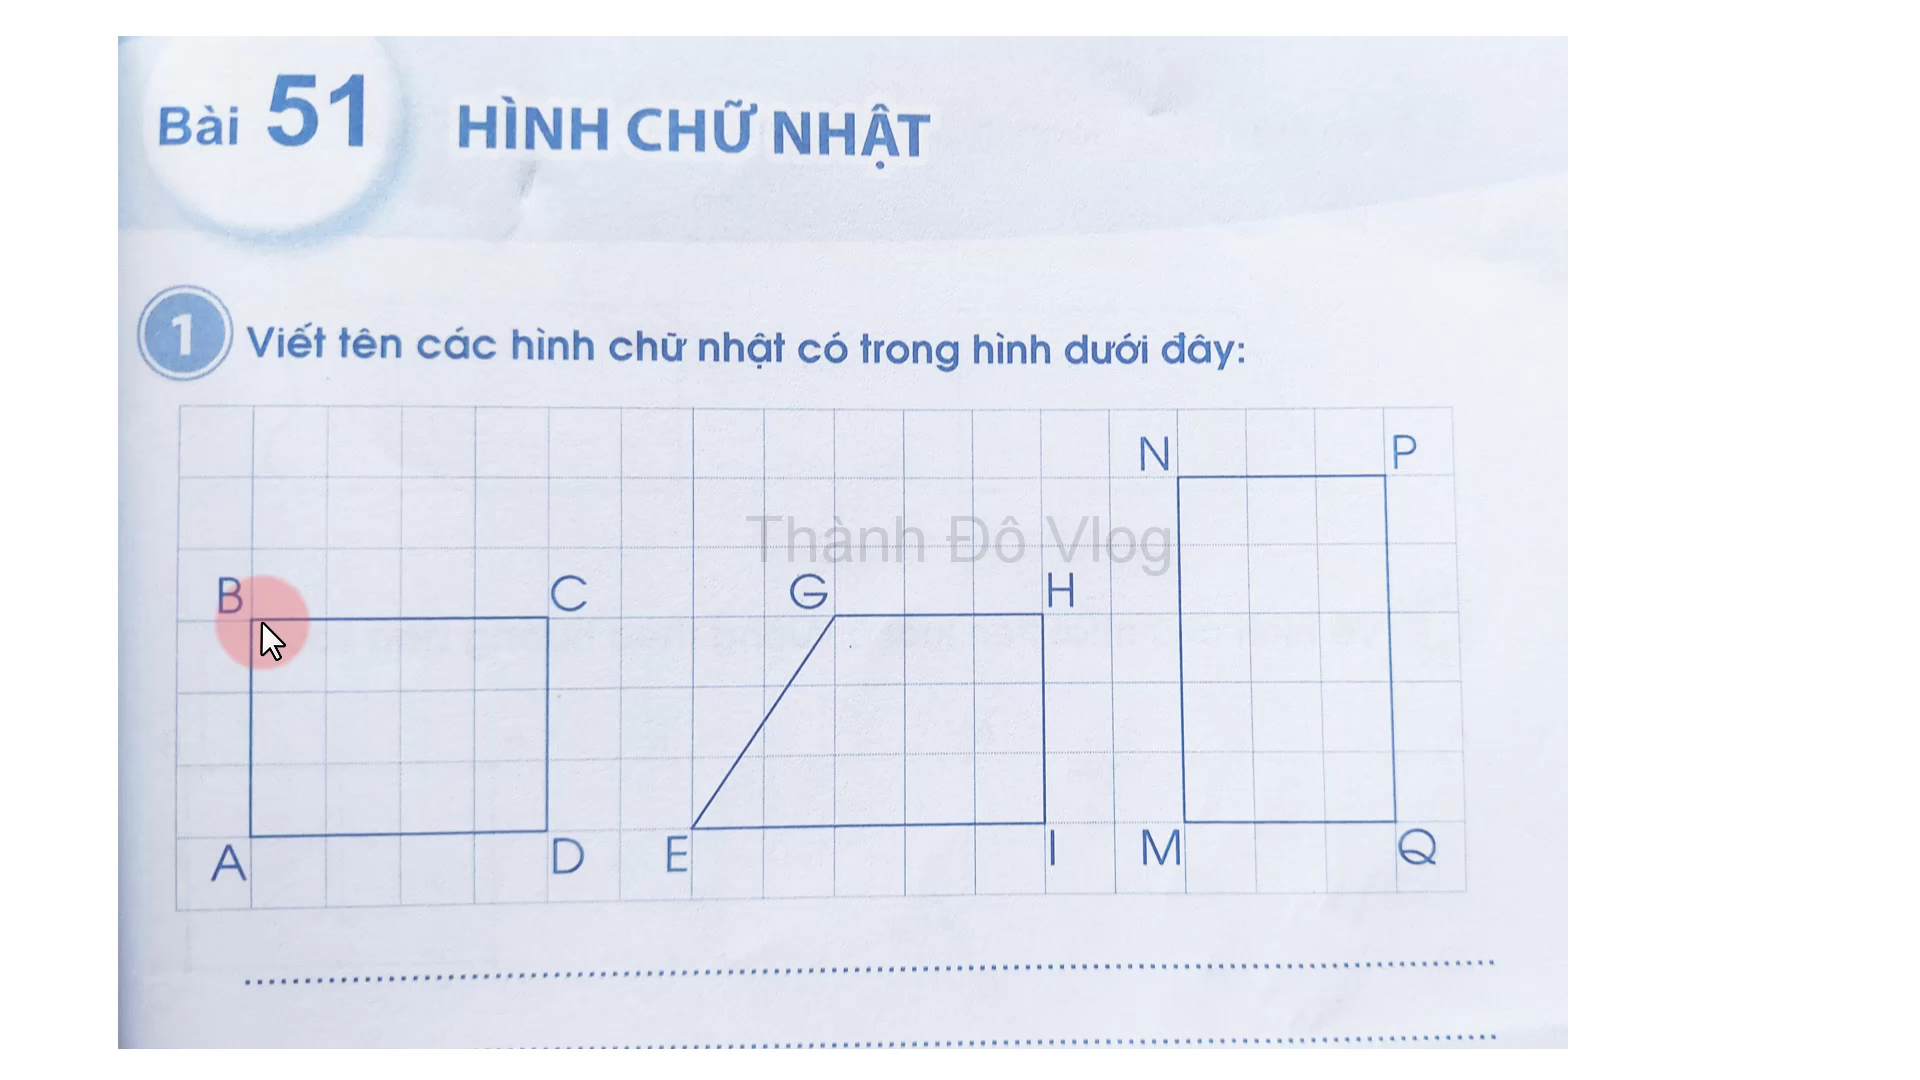 Bài 51 HÌNH CHỮ NHẬT
1 Viết tên các hình chữ nhật có trong hình dưới đây:
N P
Thành Đô Vlog
B C G H
A D E I M Q